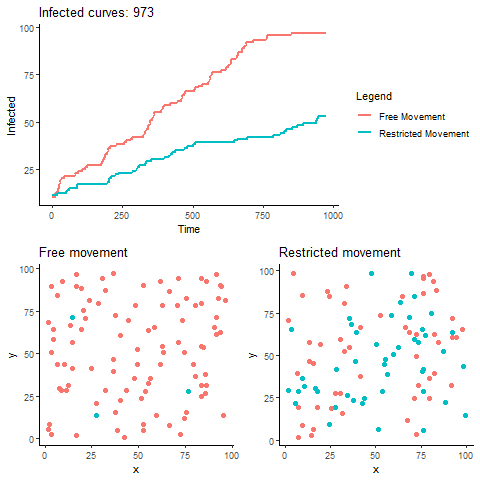 Infected curves: 973
100
75
50
25
Infected
0
250
500
750
1000
Time
Legend
Free Movement
Restricted Movement
Free movement
Restricted movement
100
75
50
25
0
y
0
25
50
75
100
x
100
75
50
25
0
y
0
25
50
75
100
x